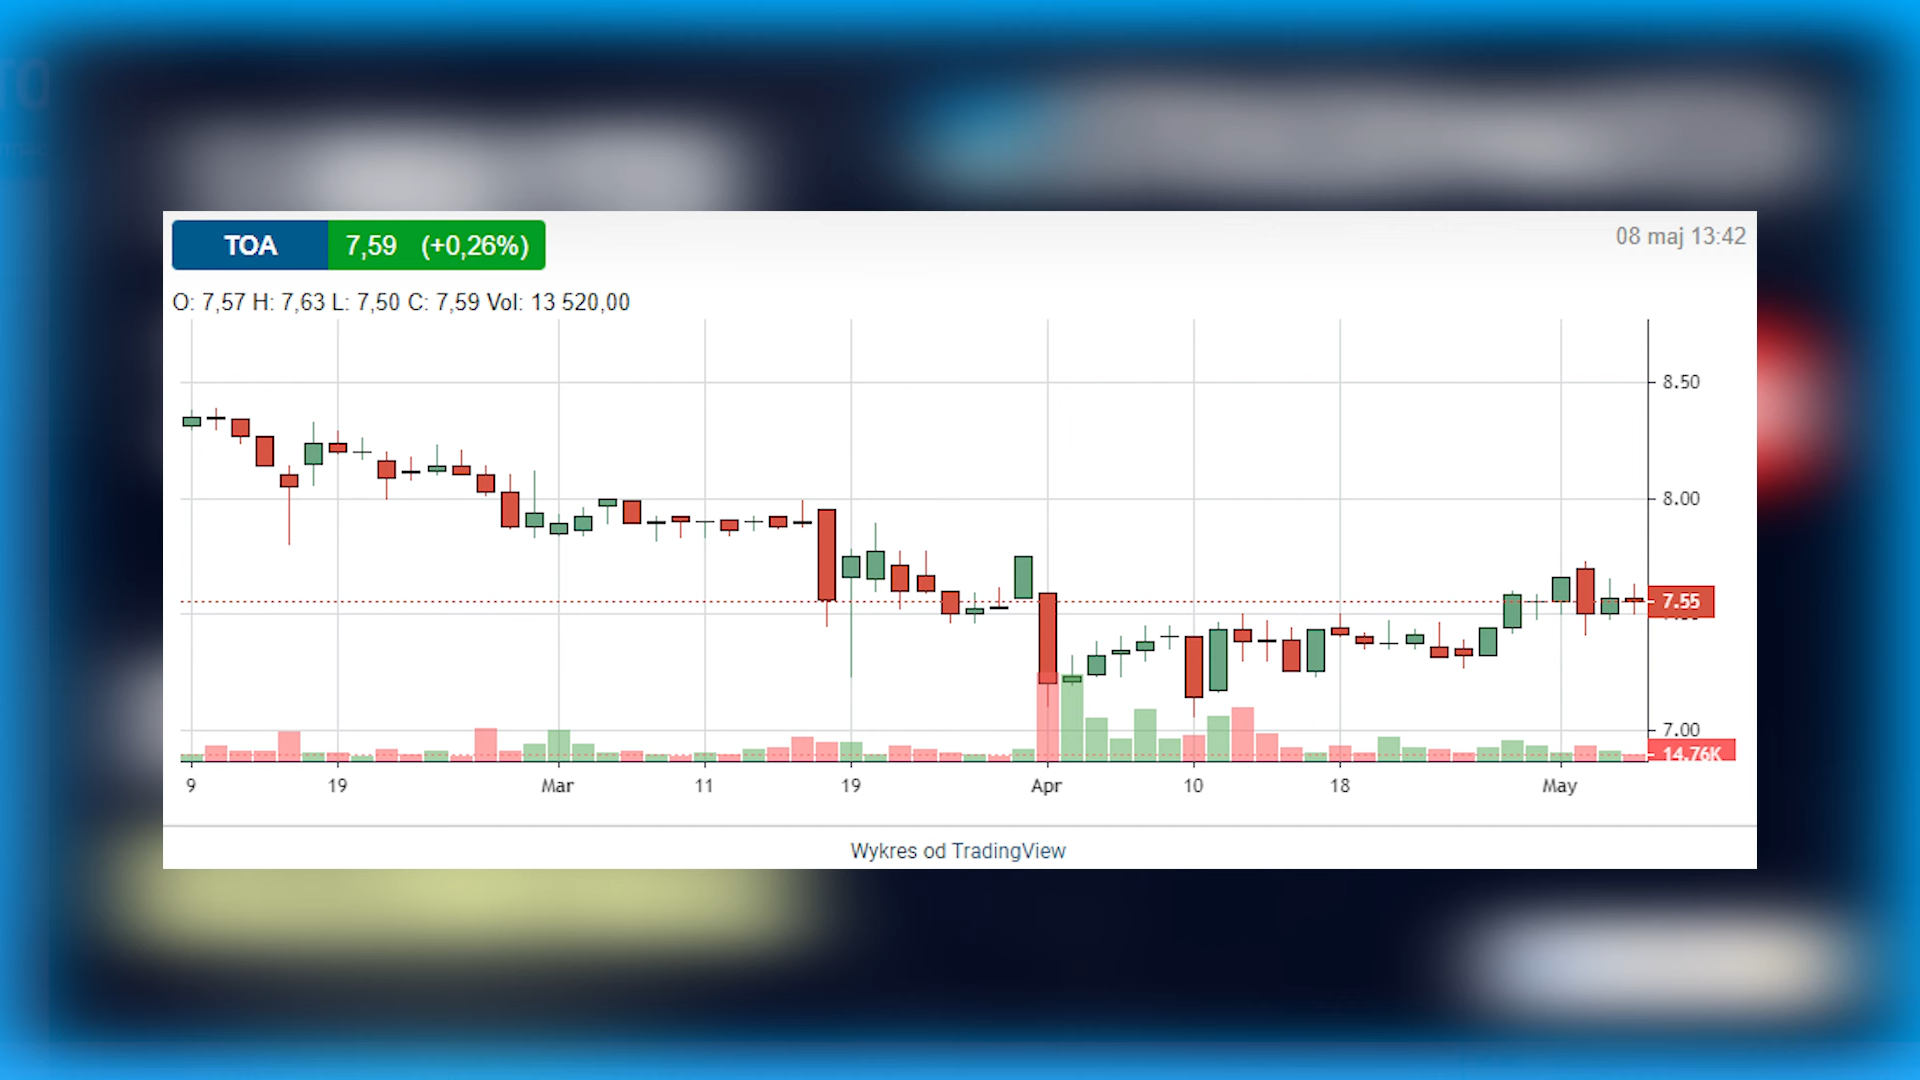 TOA 7,59 (+0,26%)
08 maj 13:42
O: 7,57 H: 7,63 L: 7,50 C: 7,59 Vol: 13 520,00
8.50
8.00
7.55
7.00
14.76K
9 19 Mar 11 19 Apr 10 18 May
Wykres od TradingView